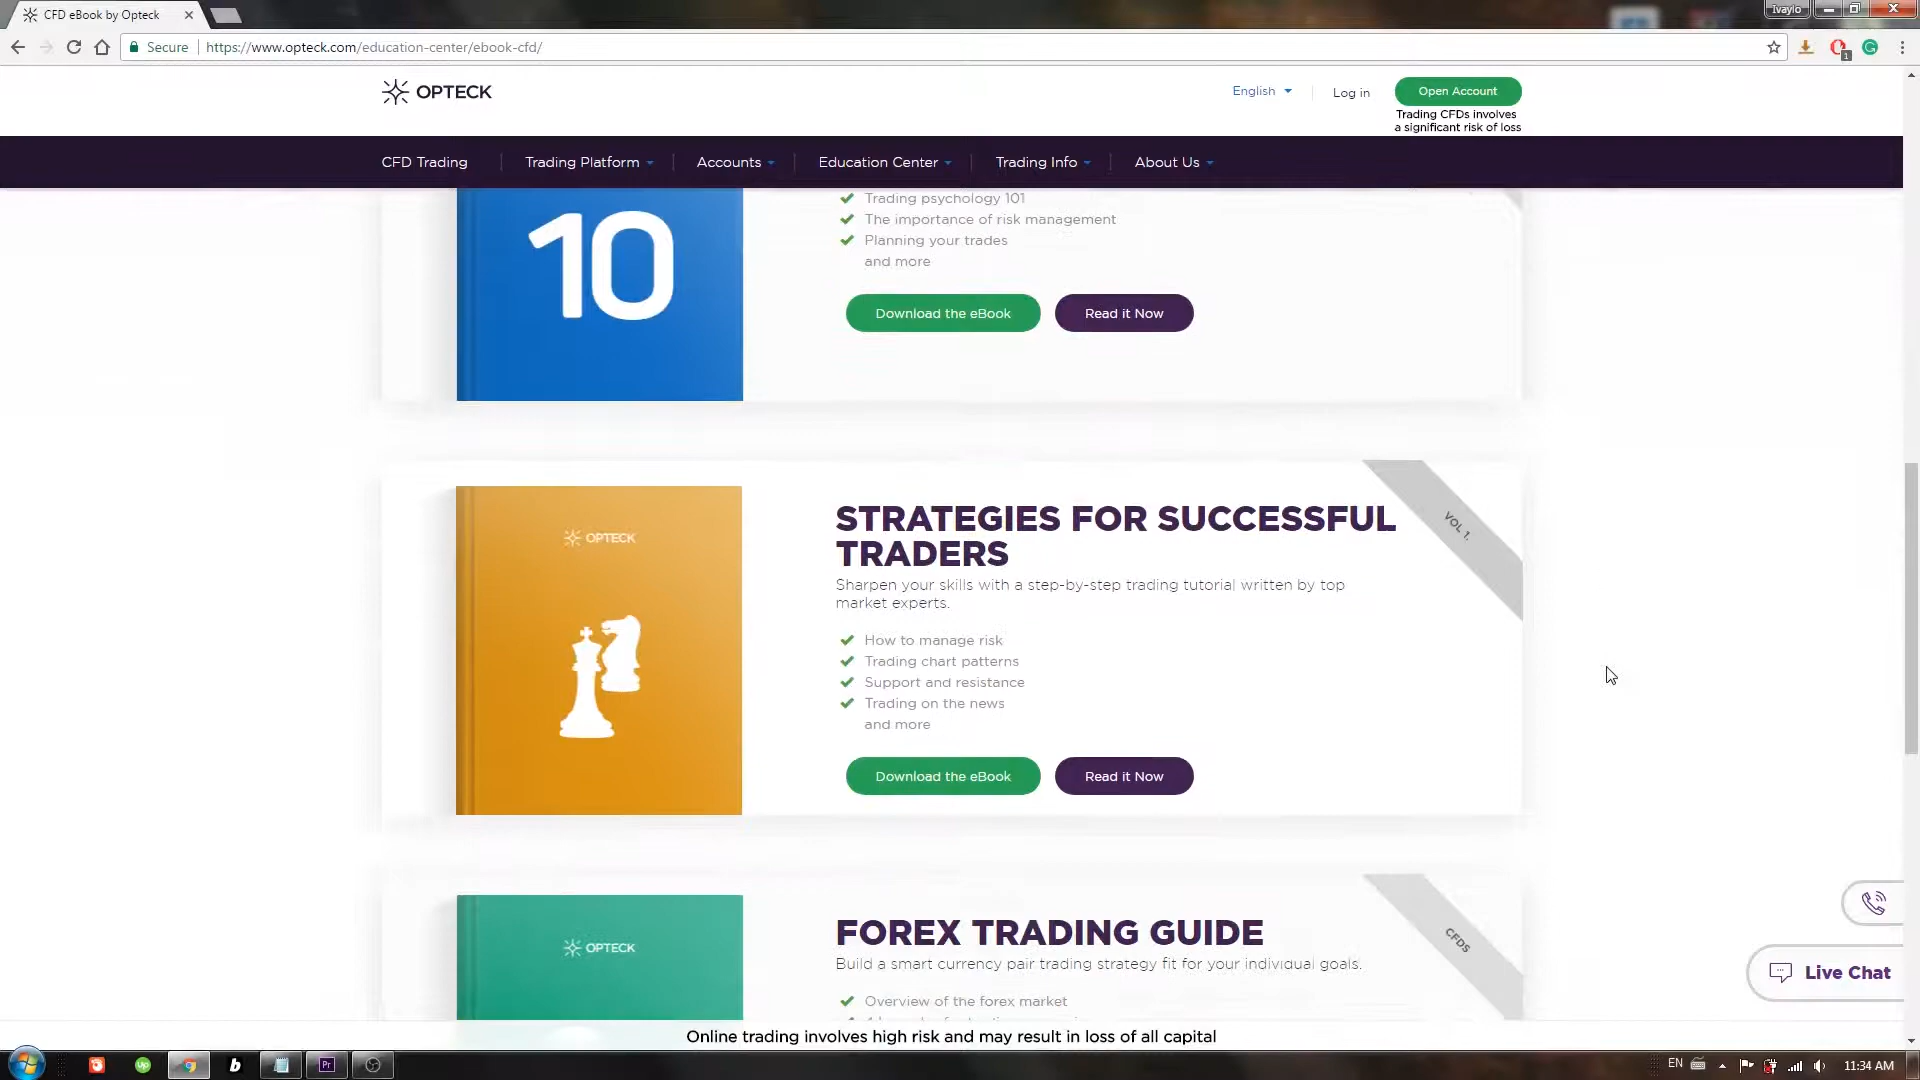 CFD eBook by Opteck
Ivaylo
Secure
https://www.opteck.com/education-center/ebook-cfd/
1
OPTECK
English
Log in
Open Account
Trading CFDs involves
a significant risk of loss
CFD Trading
Trading Platform
Accounts
Education Center
Trading Info
About Us
10
Trading psychology 101
The importance of risk management
Planning your trades
and more
Download the eBook
Read it Now
OPTECK
STRATEGIES FOR SUCCESSFUL
TRADERS
VOL 1.
Sharpen your skills with a step-by-step trading tutorial written by top
market experts.
How to manage risk
Trading chart patterns
Support and resistance
Trading on the news
and more
Download the eBook
Read it Now
OPTECK
FOREX TRADING GUIDE
CFDS
Build a smart currency pair trading strategy fit for your individual goals.
Overview of the forex market
Live Chat
Online trading involves high risk and may result in loss of all capital
Up
b
Pr
EN
11:34 AM